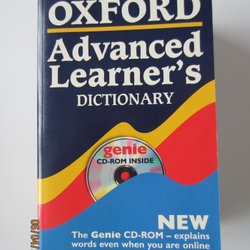 OXFORD
Advanced
Learner's
DICTIONARY
genie
CD-ROM INSIDE
NEW
The Genie CD-ROM – explains
words even when you are online